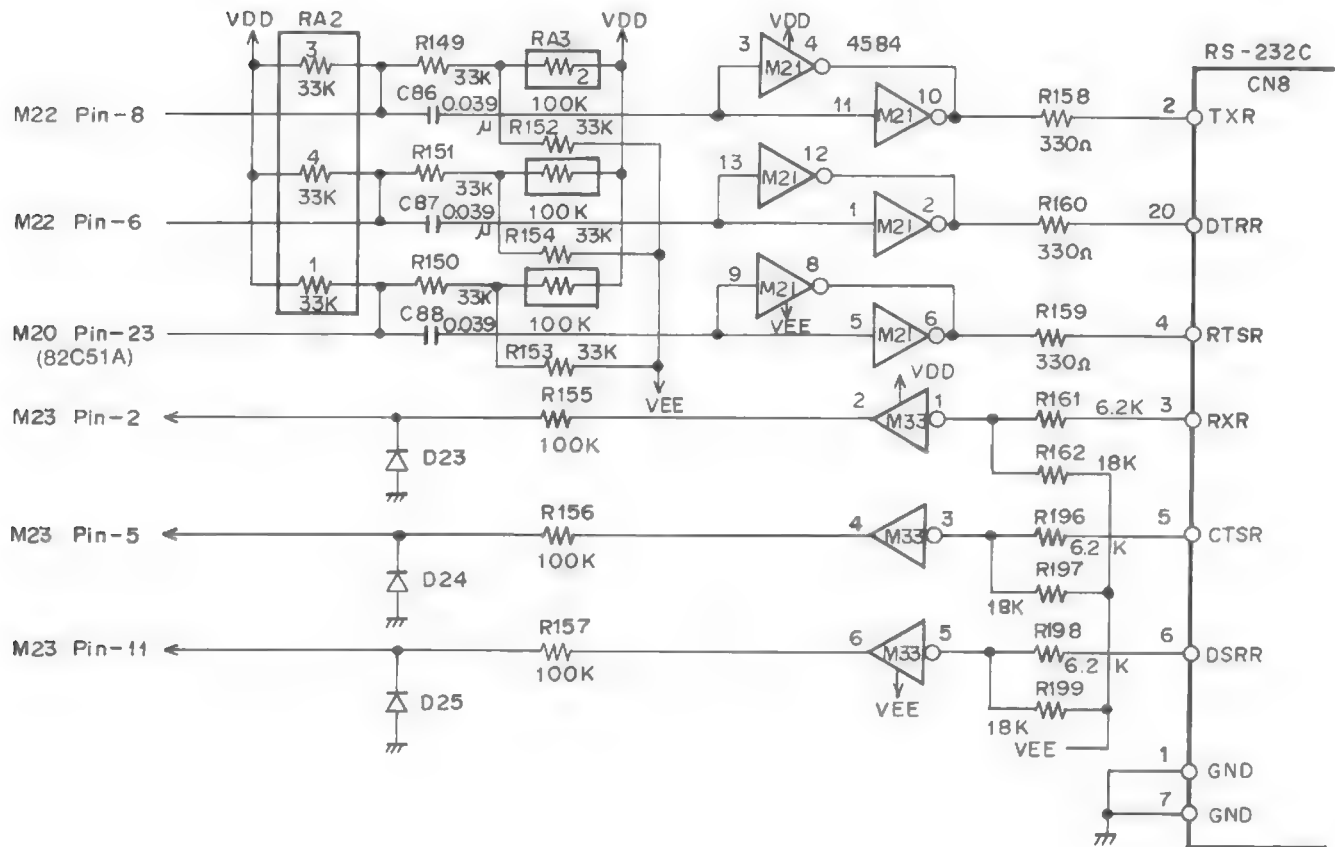 VDD RA2 VDD VDD
RS-232C
CN8
3 R149 RA3 3 4 4584
33K 33K 2 M21
M22 Pin-8 C86 0.039 μ 100K 11 M21 10 R158 330Ω 2 TXR
R152 33K
4 R151 13 12
33K 33K M21
M22 Pin-6 C87 0.039 μ 100K 1 M21 2 R160 330Ω 20 DTRR
R154 33K
1 R150 9 8
33K 33K M21
M20 Pin-23 C88 0.039 100K VEE 5 M21 6 R159 330Ω 4 RTSR
(82C51A)
R153 33K
VEE VDD
M23 Pin-2 R155 100K 2 M33 1 R161 6.2K 3 RXR
D23 R162 18K
M23 Pin-5 R156 100K 4 M33 3 R196 6.2K 5 CTSR
D24 R197 18K
M23 Pin-11 R157 100K 6 M33 5 R198 6.2K 6 DSRR
D25 VEE R199 18K
VEE
1 GND
7 GND